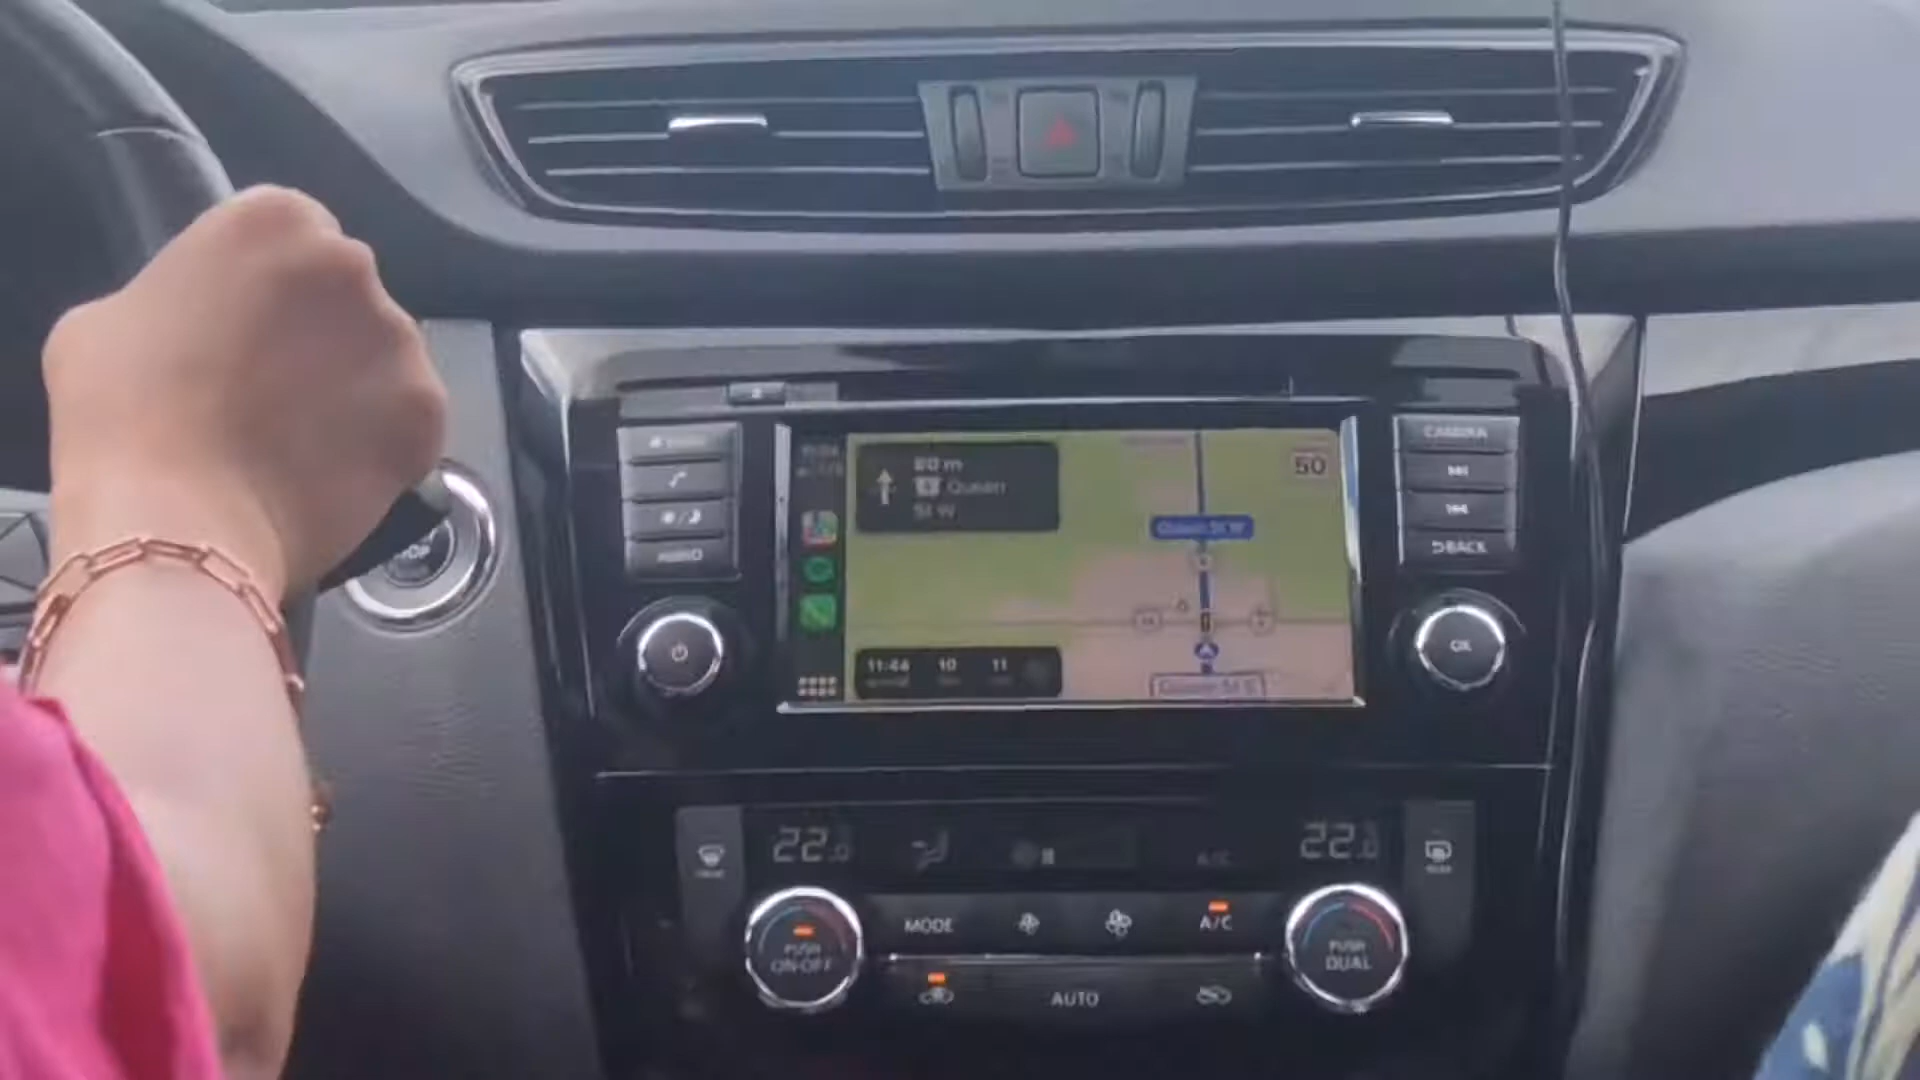 CAMERA
AUDIO
BACK
80 m
Queen
St W
50
Queen St W
11:44
10
11
OK
22.0
22.0
A/C
MODE
A/C
PUSH
ON·OFF
PUSH
DUAL
AUTO